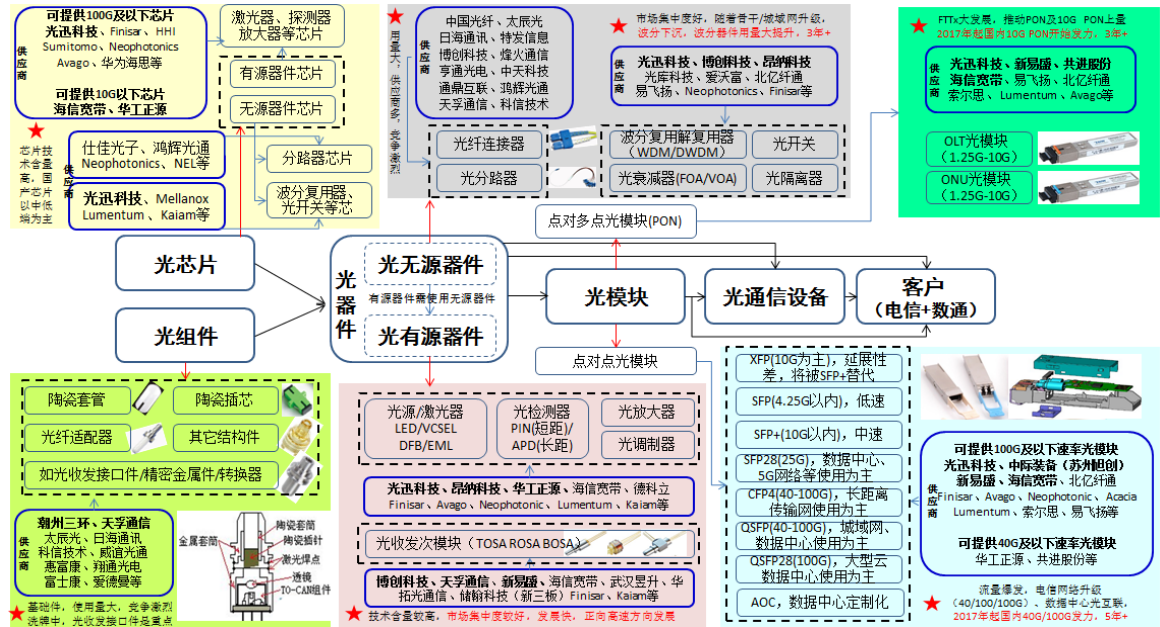 可提供100G及以下芯片
光迅科技、Finisar、HHI
Sumitomo、Neophotonics
Avago、华为海思等
可提供10G以下芯片
海信宽带、华工正源
供应商
激光器、探测器
放大器等芯片
有源器件芯片
无源器件芯片
芯片技术含量高，国产芯片以中低端为主
供应商
仕佳光子、鸿辉光通
Neophotonics、NEL等
光迅科技、Mellanox
Lumentum、Kaiam等
分路器芯片
波分复用器、
光开关等芯
用量大，供应商多，竞争激烈
供应商
中国光纤、太辰光
日海通讯、特发信息
博创科技、烽火通信
亨通光电、中天科技
通鼎互联、鸿辉光通
天孚通信、科信技术
市场集中度好，随着骨干/城域网升级，
波分下沉，波分器件用量大提升，3年+
供应商
光迅科技、博创科技、昂纳科技
光库科技、爱沃富、北亿纤通
易飞扬、Neophotonics、Finisar等
光纤连接器
光分路器
波分复用解复用器
（WDM/DWDM）
光开关
光衰减器(FOA/VOA)
光隔离器
FTTx大发展，推动PON及10G PON上量
2017年起国内10G PON开始发力，3年+
供应商
光迅科技、新易盛、共进股份
海信宽带、易飞扬、北亿纤通
索尔思、Lumentum、Avago等
OLT光模块
（1.25G-10G）
ONU光模块
（1.25G-10G）
点对多点光模块(PON)
光芯片
光组件
光器件
光无源器件
有源器件需使用无源器件
光有源器件
光模块
光通信设备
客户
（电信+数通）
点对点光模块
陶瓷套管
陶瓷插芯
光纤适配器
其它结构件
如光收发接口件/精密金属件/转换器
供应商
潮州三环、天孚通信
太辰光、日海通讯
科信技术、威谊光通
惠富康、翔通光电
富士康、爱德曼等
基础件，使用量大，竞争激烈
洗牌中，光收发接口件是重点
金属套筒
陶瓷套筒
陶瓷插针
激光焊点
透镜
TO-CAN组件
光源/激光器
LED/VCSEL
DFB/EML
光检测器
PIN(短距)/
APD(长距)
光放大器
光调制器
光迅科技、昂纳科技、华工正源、海信宽带、德科立
Finisar、Avago、Neophotonic、Lumentum、Kaiam等
光收发次模块（TOSA ROSA BOSA）
供应商
博创科技、天孚通信、新易盛、海信宽带、武汉昱升、华
拓光通信、储翰科技（新三板）Finisar、Kaiam等
技术含量较高，市场集中度较好，发展快，正向高速方向发展
XFP(10G为主)，延展性
差，将被SFP+替代
SFP(4.25G以内)，低速
SFP+(10G以内)，中速
SFP28(25G)，数据中心、
5G网络等使用为主
CFP4(40-100G)，长距离
传输网使用为主
QSFP(40-100G)，城域网、
数据中心使用为主
QSFP28(100G)，大型云
数据中心使用为主
AOC，数据中心定制化
供应商
可提供100G及以下速车光模块
光迅科技、中际装备（苏州旭创）
新易盛、海信宽带、北亿纤通
Finisar、Avago、Neophotonic、Acacia
Lumentum、索尔思、易飞扬等
可提供40G及以下速车光模块
华工正源、共进股份等
流量爆发，电信网络升级
（40/100/100G）、数据中心光互联，
2017年起国内40G/100G发力，5年+